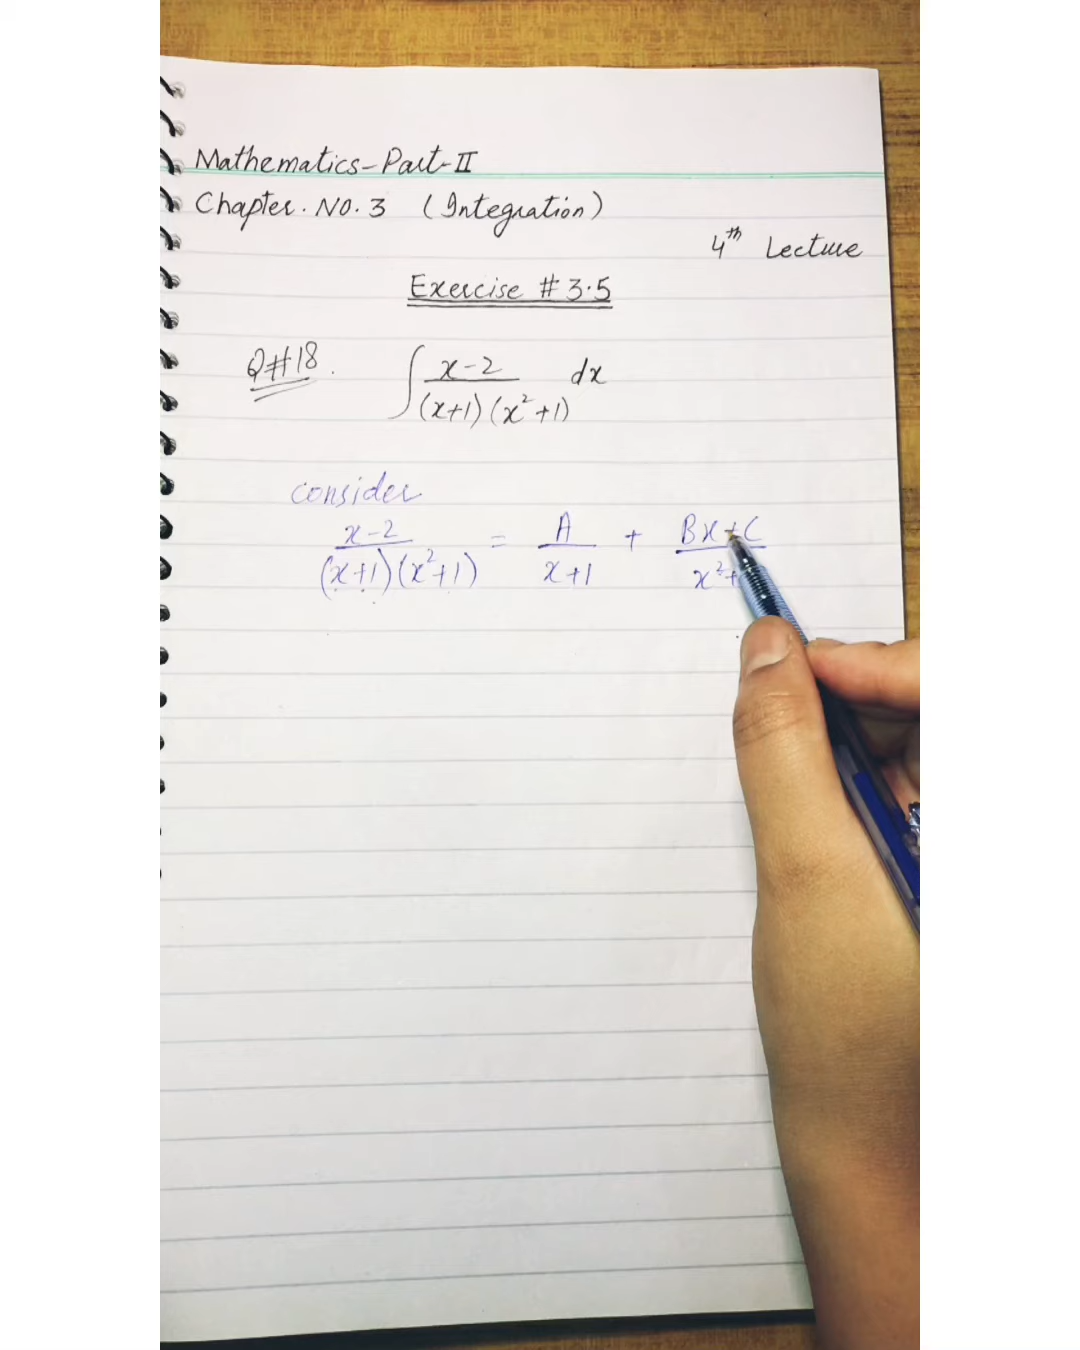 Mathematics-Part-II
Chapter. No. 3 (Integration)
4th Lecture
Exercise # 3.5
Q#18. ∫ x-2 / (x+1)(x²+1) dx
consider
x-2 / (x+1)(x²+1) = A / x+1 + Bx+C / x²+